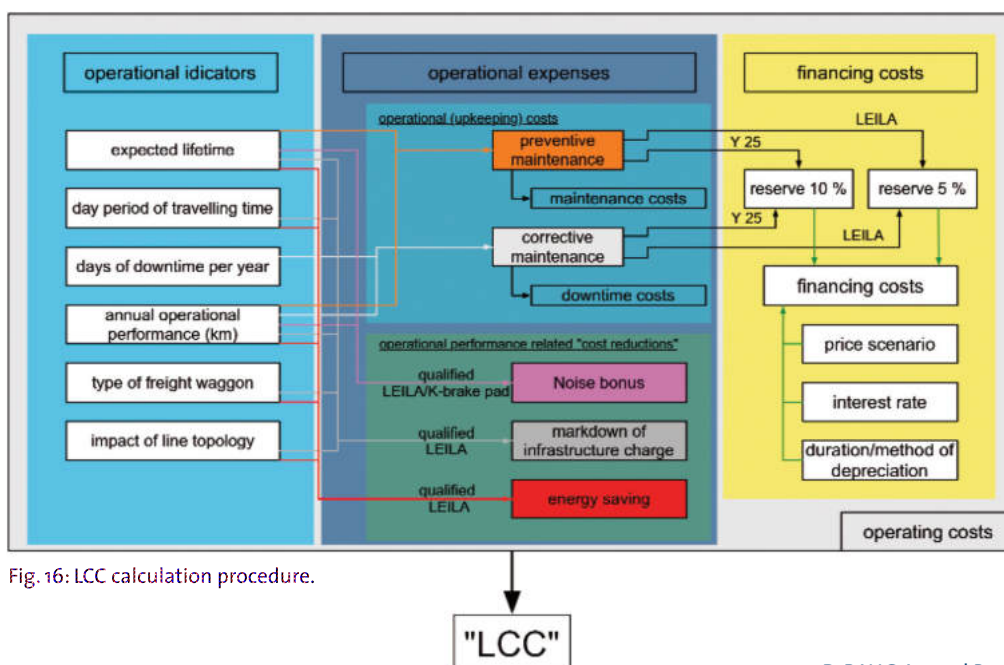 operational idicators
expected lifetime
day period of travelling time
days of downtime per year
annual operational
performance (km)
type of freight waggon
impact of line topology
operational expenses
operational (upkeeping) costs
preventive
maintenance
maintenance costs
corrective
maintenance
downtime costs
operational performance related "cost reductions"
qualified
LEILA/K-brake pad
Noise bonus
qualified
LEILA
markdown of
infrastructure charge
qualified
LEILA
energy saving
financing costs
LEILA
Y 25
reserve 10 %
reserve 5 %
Y 25
LEILA
financing costs
price scenario
interest rate
duration/method of
depreciation
operating costs
Fig. 16: LCC calculation procedure.
"LCC"